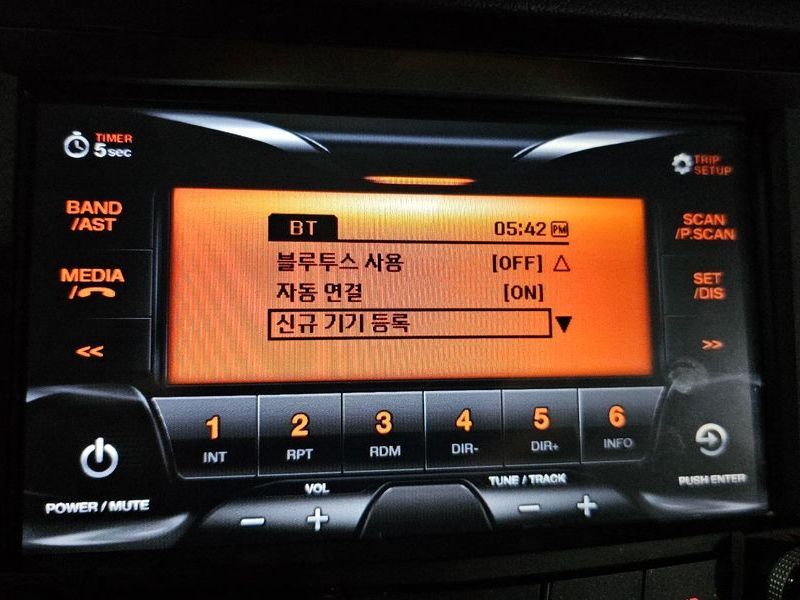 TIMER
5sec
TRIP
SETUP
BAND
/AST
BT
05:42 PM
SCAN
/P.SCAN
블루투스 사용 [OFF] △
MEDIA
/
자동 연결 [ON]
SET
/DIS
신규 기기 등록 ▼
<<
>>
1
INT
2
RPT
3
RDM
4
DIR-
5
DIR+
6
INFO
POWER / MUTE
VOL
- +
TUNE / TRACK
- +
PUSH ENTER